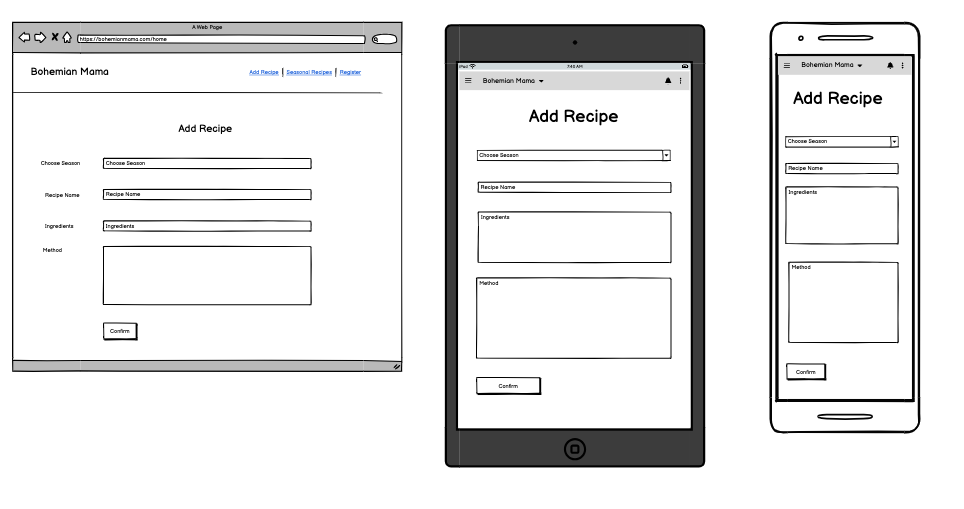 A Web Page
https://bohemianmama.com/home
Bohemian Mama
Add Recipe | Seasonal Recipes | Register
Add Recipe
Choose Season
Choose Season
Recipe Name
Recipe Name
Ingredients
Ingredients
Method
Confirm
iPad
7:40 AM
Bohemian Mama
Add Recipe
Choose Season
Recipe Name
Ingredients
Method
Confirm
Bohemian Mama
Add Recipe
Choose Season
Recipe Name
Ingredients
Method
Confirm